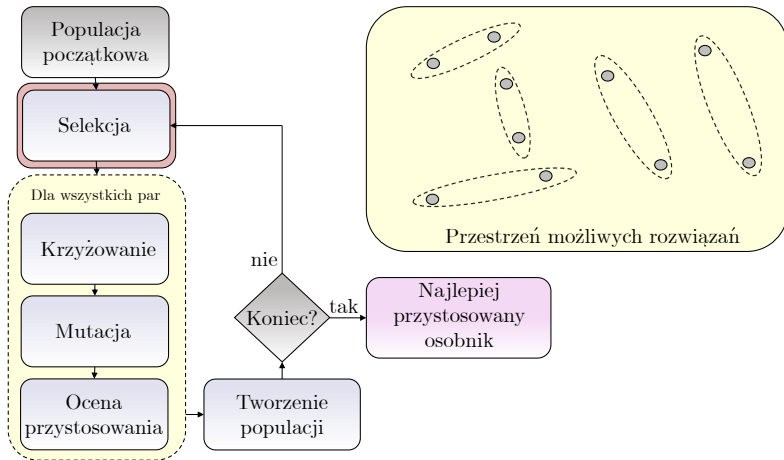 Populacja
początkowa
Selekcja
Dla wszystkich par
Krzyżowanie
Mutacja
Ocena
przystosowania
Tworzenie
populacji
nie
Koniec?
tak
Najlepiej
przystosowany
osobnik
Przestrzeń możliwych rozwiązań